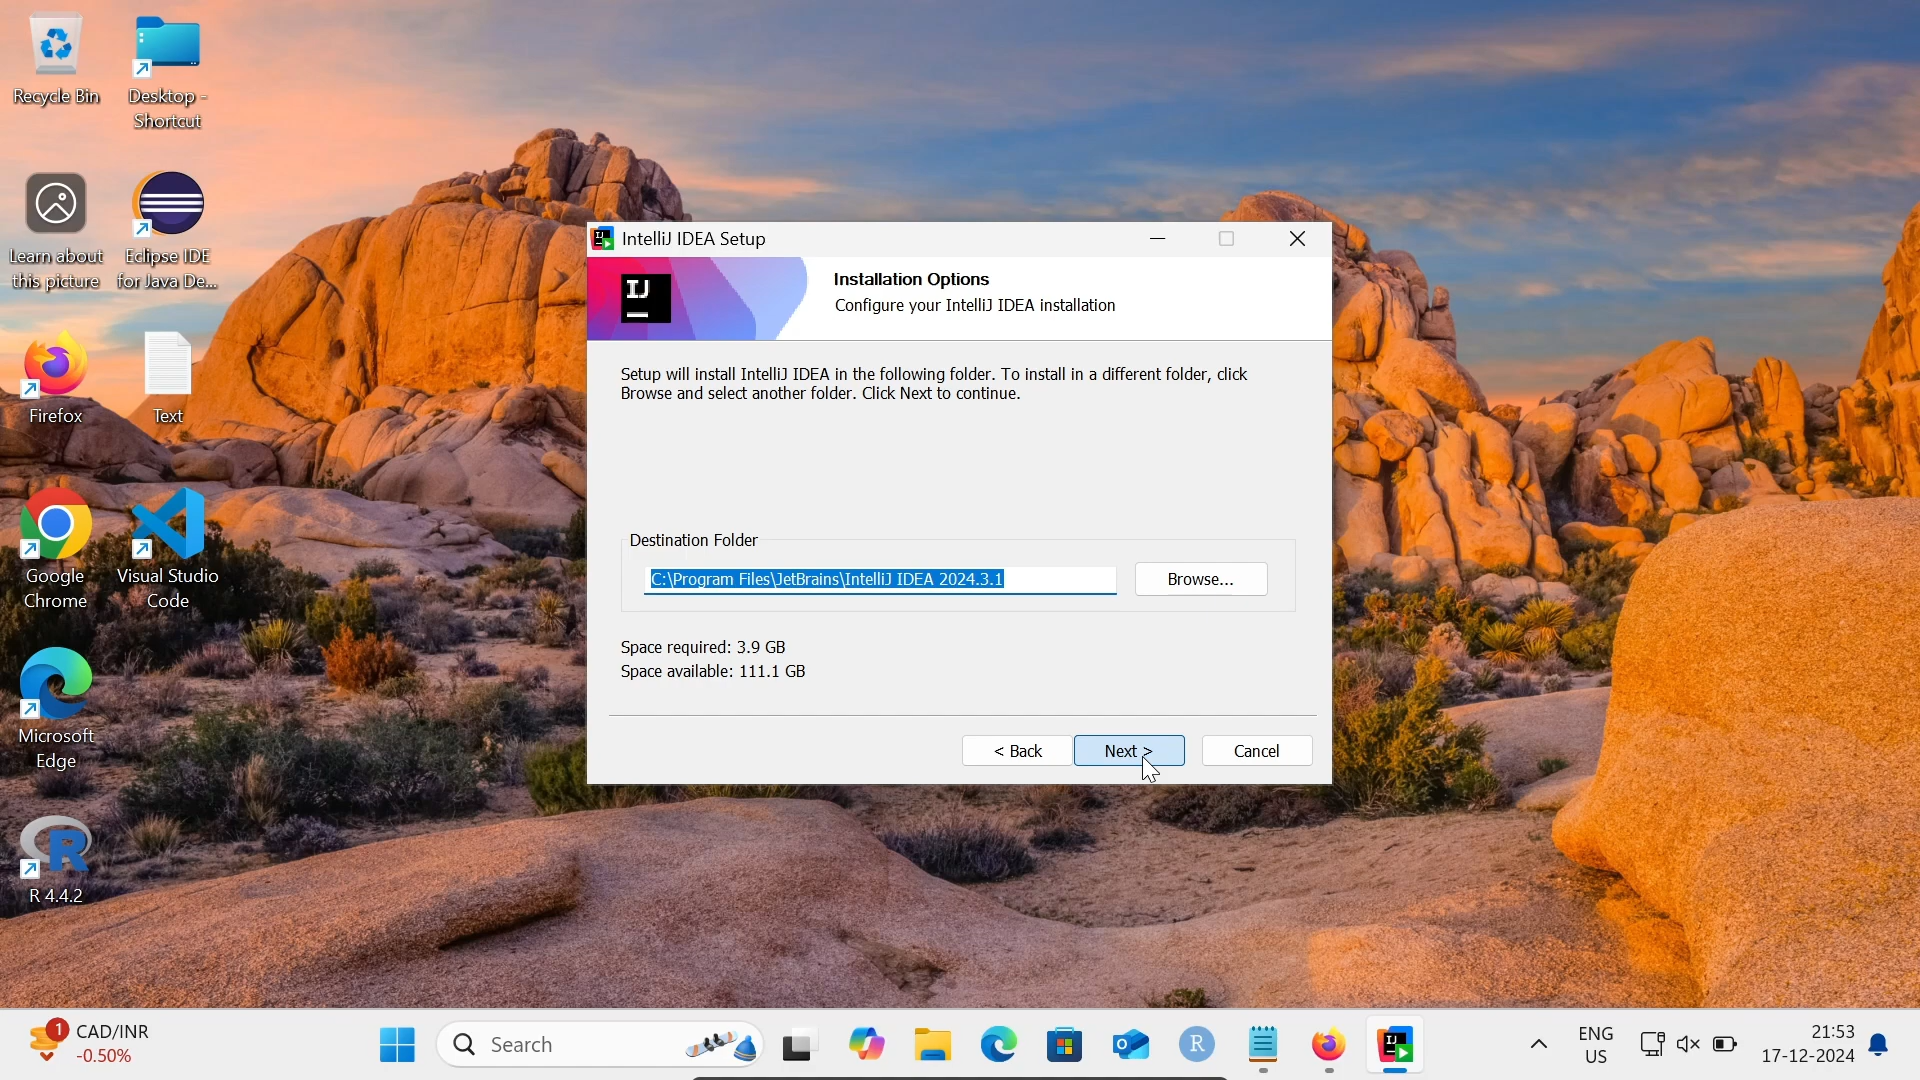 Recycle Bin
Desktop -
Shortcut
Learn about
this picture
Eclipse IDE
for Java De...
Firefox
Text
Google
Chrome
Visual Studio
Code
Microsoft
Edge
R 4.4.2
IntelliJ IDEA Setup
IJ
Installation Options
Configure your IntelliJ IDEA installation
Setup will install IntelliJ IDEA in the following folder. To install in a different folder, click
Browse and select another folder. Click Next to continue.
Destination Folder
C:\Program Files\JetBrains\IntelliJ IDEA 2024.3.1
Browse...
Space required: 3.9 GB
Space available: 111.1 GB
< Back
Next >
Cancel
1
CAD/INR
-0.50%
Search
R
IJ
ENG
US
21:53
17-12-2024